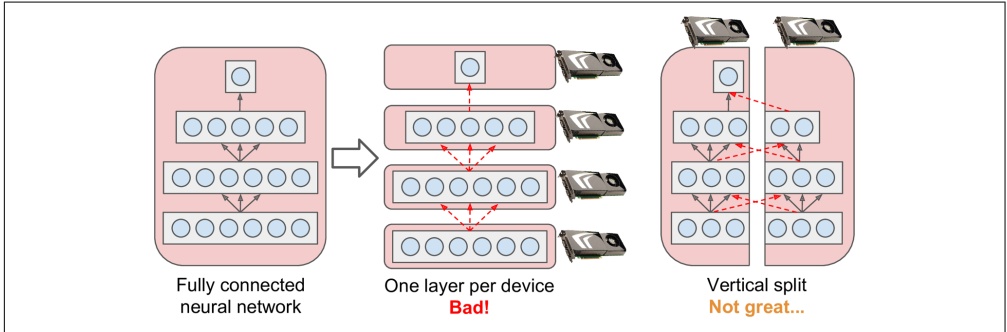 Fully connected
neural network
One layer per device
Bad!
Vertical split
Not great...